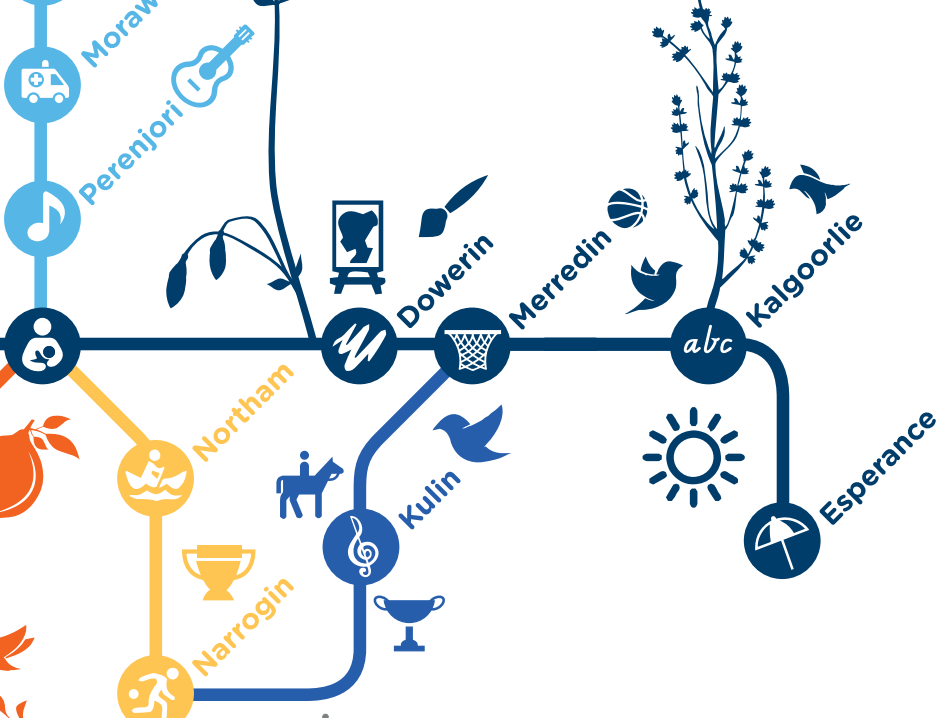 Perenjori
Dowerin
Merredin
Kalgoorlie
abc
Northam
Kulin
Esperance
Narrogin